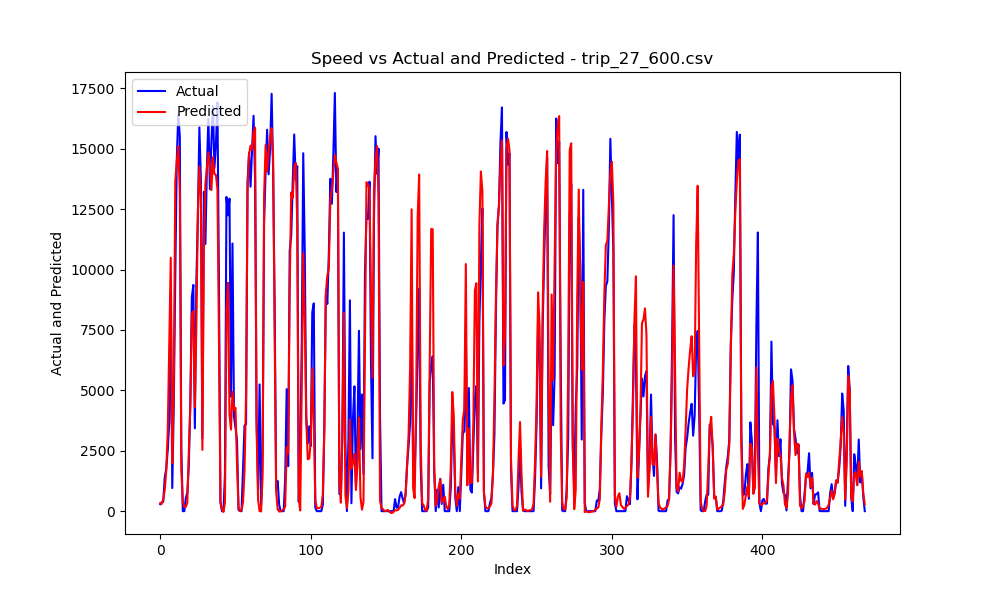 Speed vs Actual and Predicted - trip_27_600.csv
Actual
Predicted
17500
15000
12500
10000
7500
5000
2500
0
Actual and Predicted
0 100 200 300 400
Index